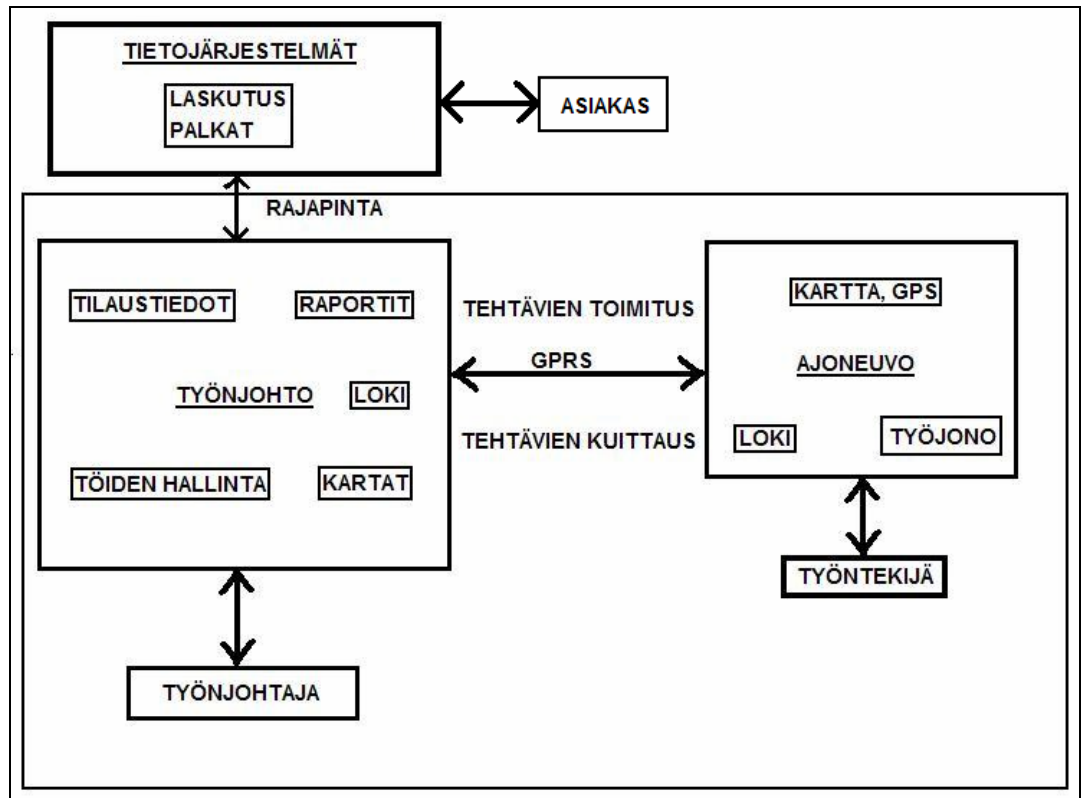 TIETOJÄRJESTELMÄT
LASKUTUS
PALKAT
ASIAKAS
RAJAPINTA
TILAUSTIEDOT
RAPORTIT
TYÖNJOHTO
LOKI
TÖIDEN HALLINTA
KARTAT
TEHTÄVIEN TOIMITUS
GPRS
TEHTÄVIEN KUITTAUS
KARTTA, GPS
AJONEUVO
LOKI
TYÖJONO
TYÖNTEKIJÄ
TYÖNJOHTAJA